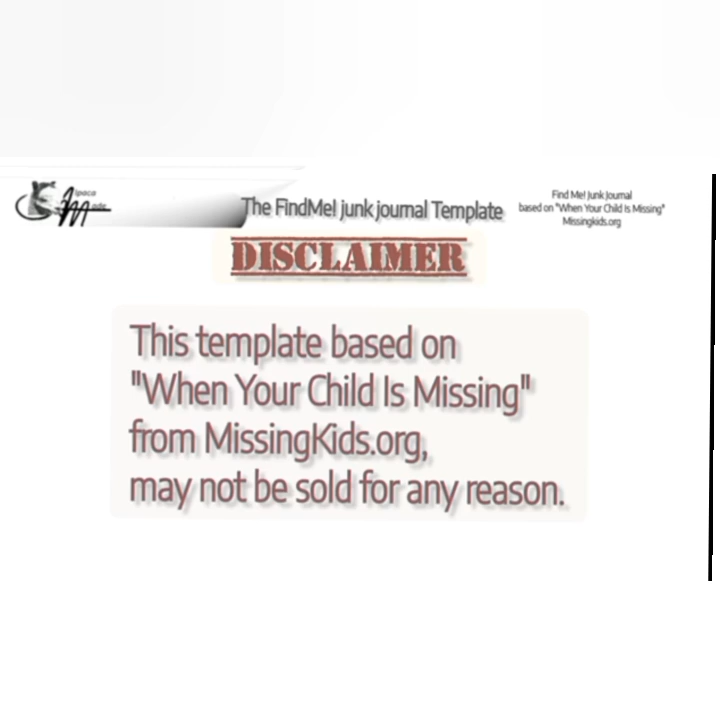 ipaca
Made
The FindMe! junk journal Template
Find Me! Junk Journal
based on "When Your Child Is Missing"
Missingkids.org
DISCLAIMER
This template based on
"When Your Child Is Missing"
from MissingKids.org,
may not be sold for any reason.